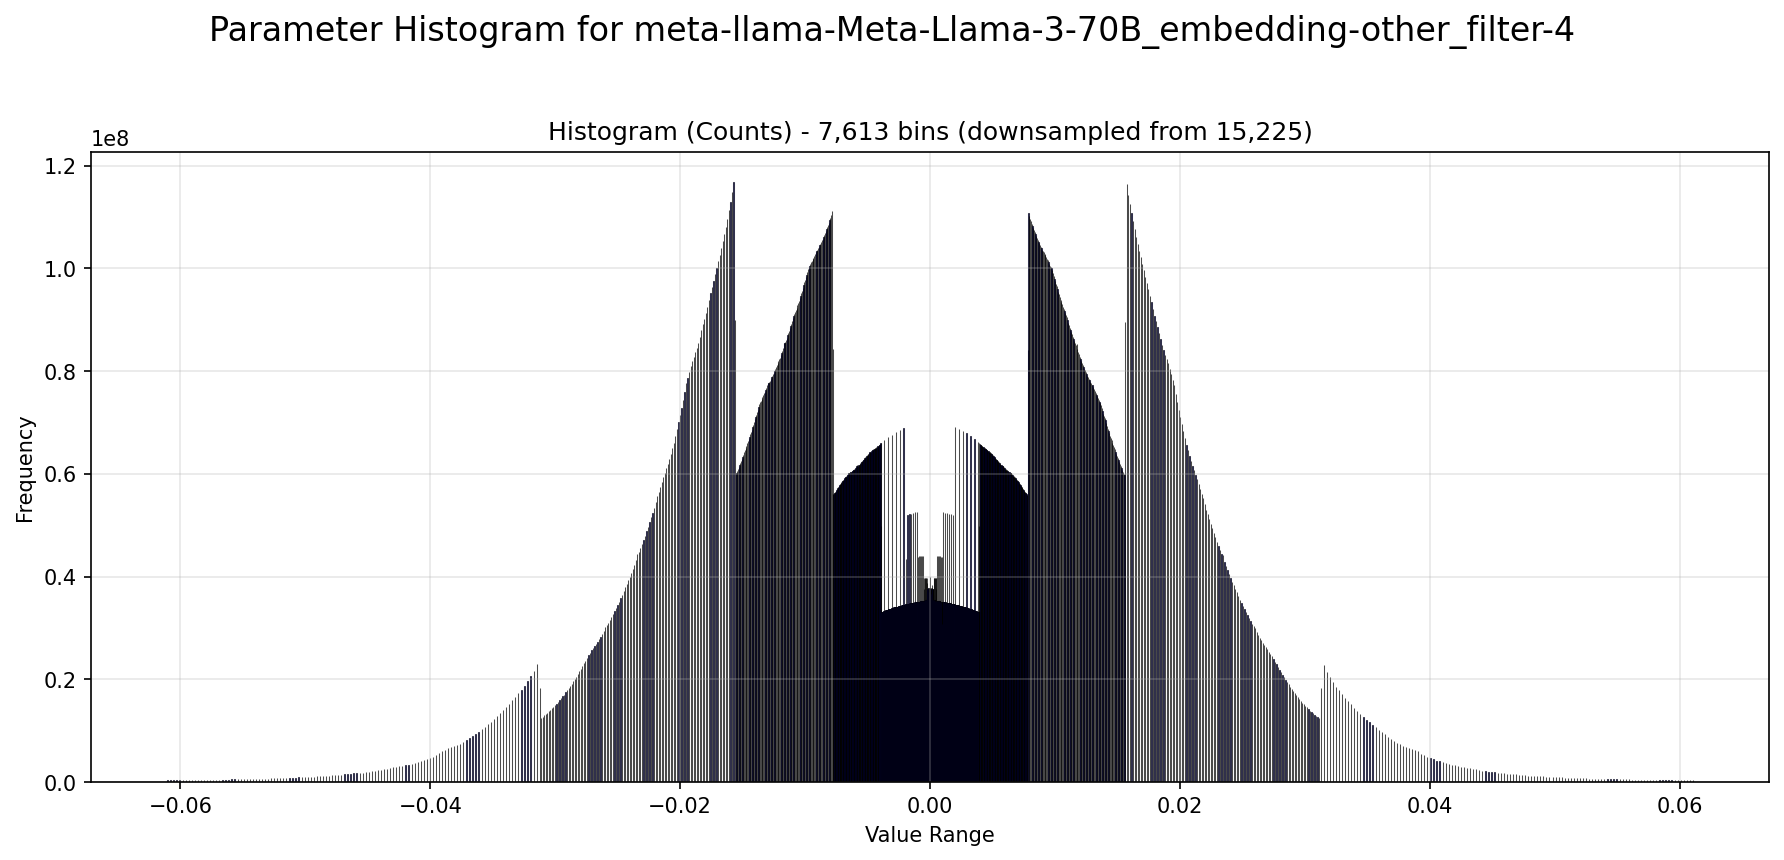 Parameter Histogram for meta-llama-Meta-Llama-3-70B_embedding-other_filter-4
Histogram (Counts) - 7,613 bins (downsampled from 15,225)
1e8
1.2
1.0
0.8
0.6
0.4
0.2
0.0
Frequency
−0.06 −0.04 −0.02 0.00 0.02 0.04 0.06
Value Range